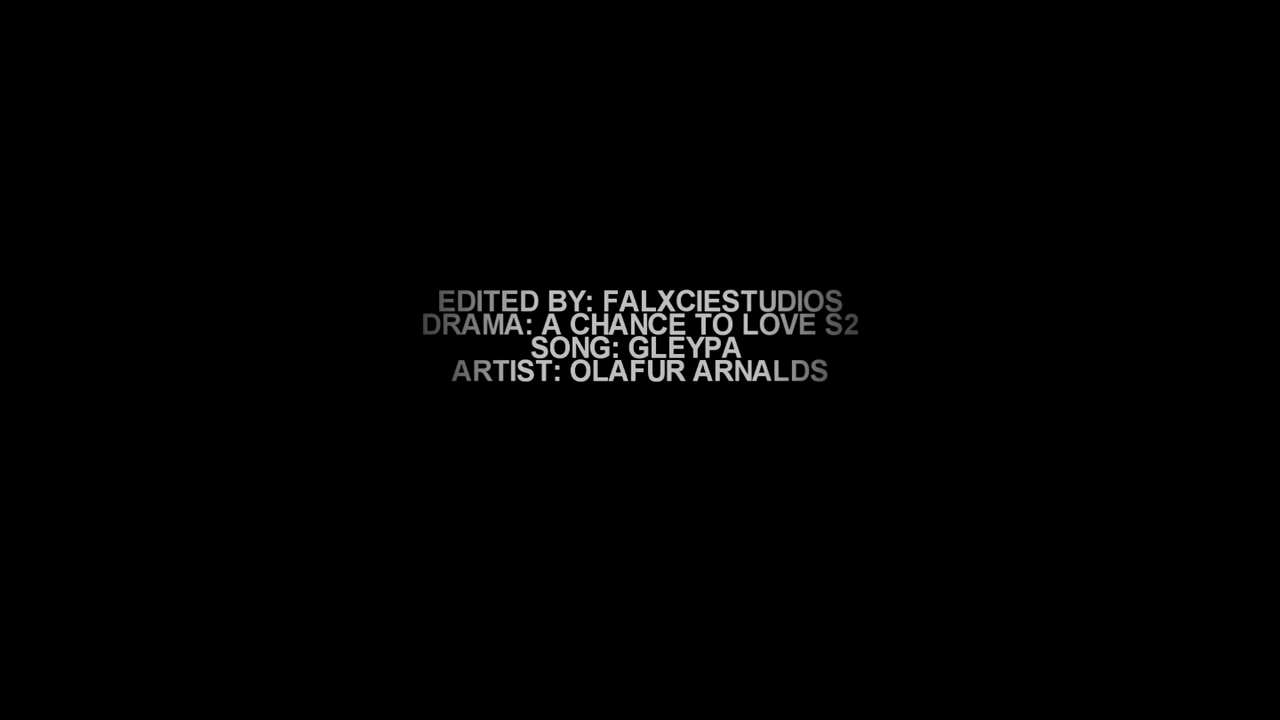 EDITED BY: FALXCIESTUDIOS
DRAMA: A CHANCE TO LOVE S2
SONG: GLEYPA
ARTIST: OLAFUR ARNALDS